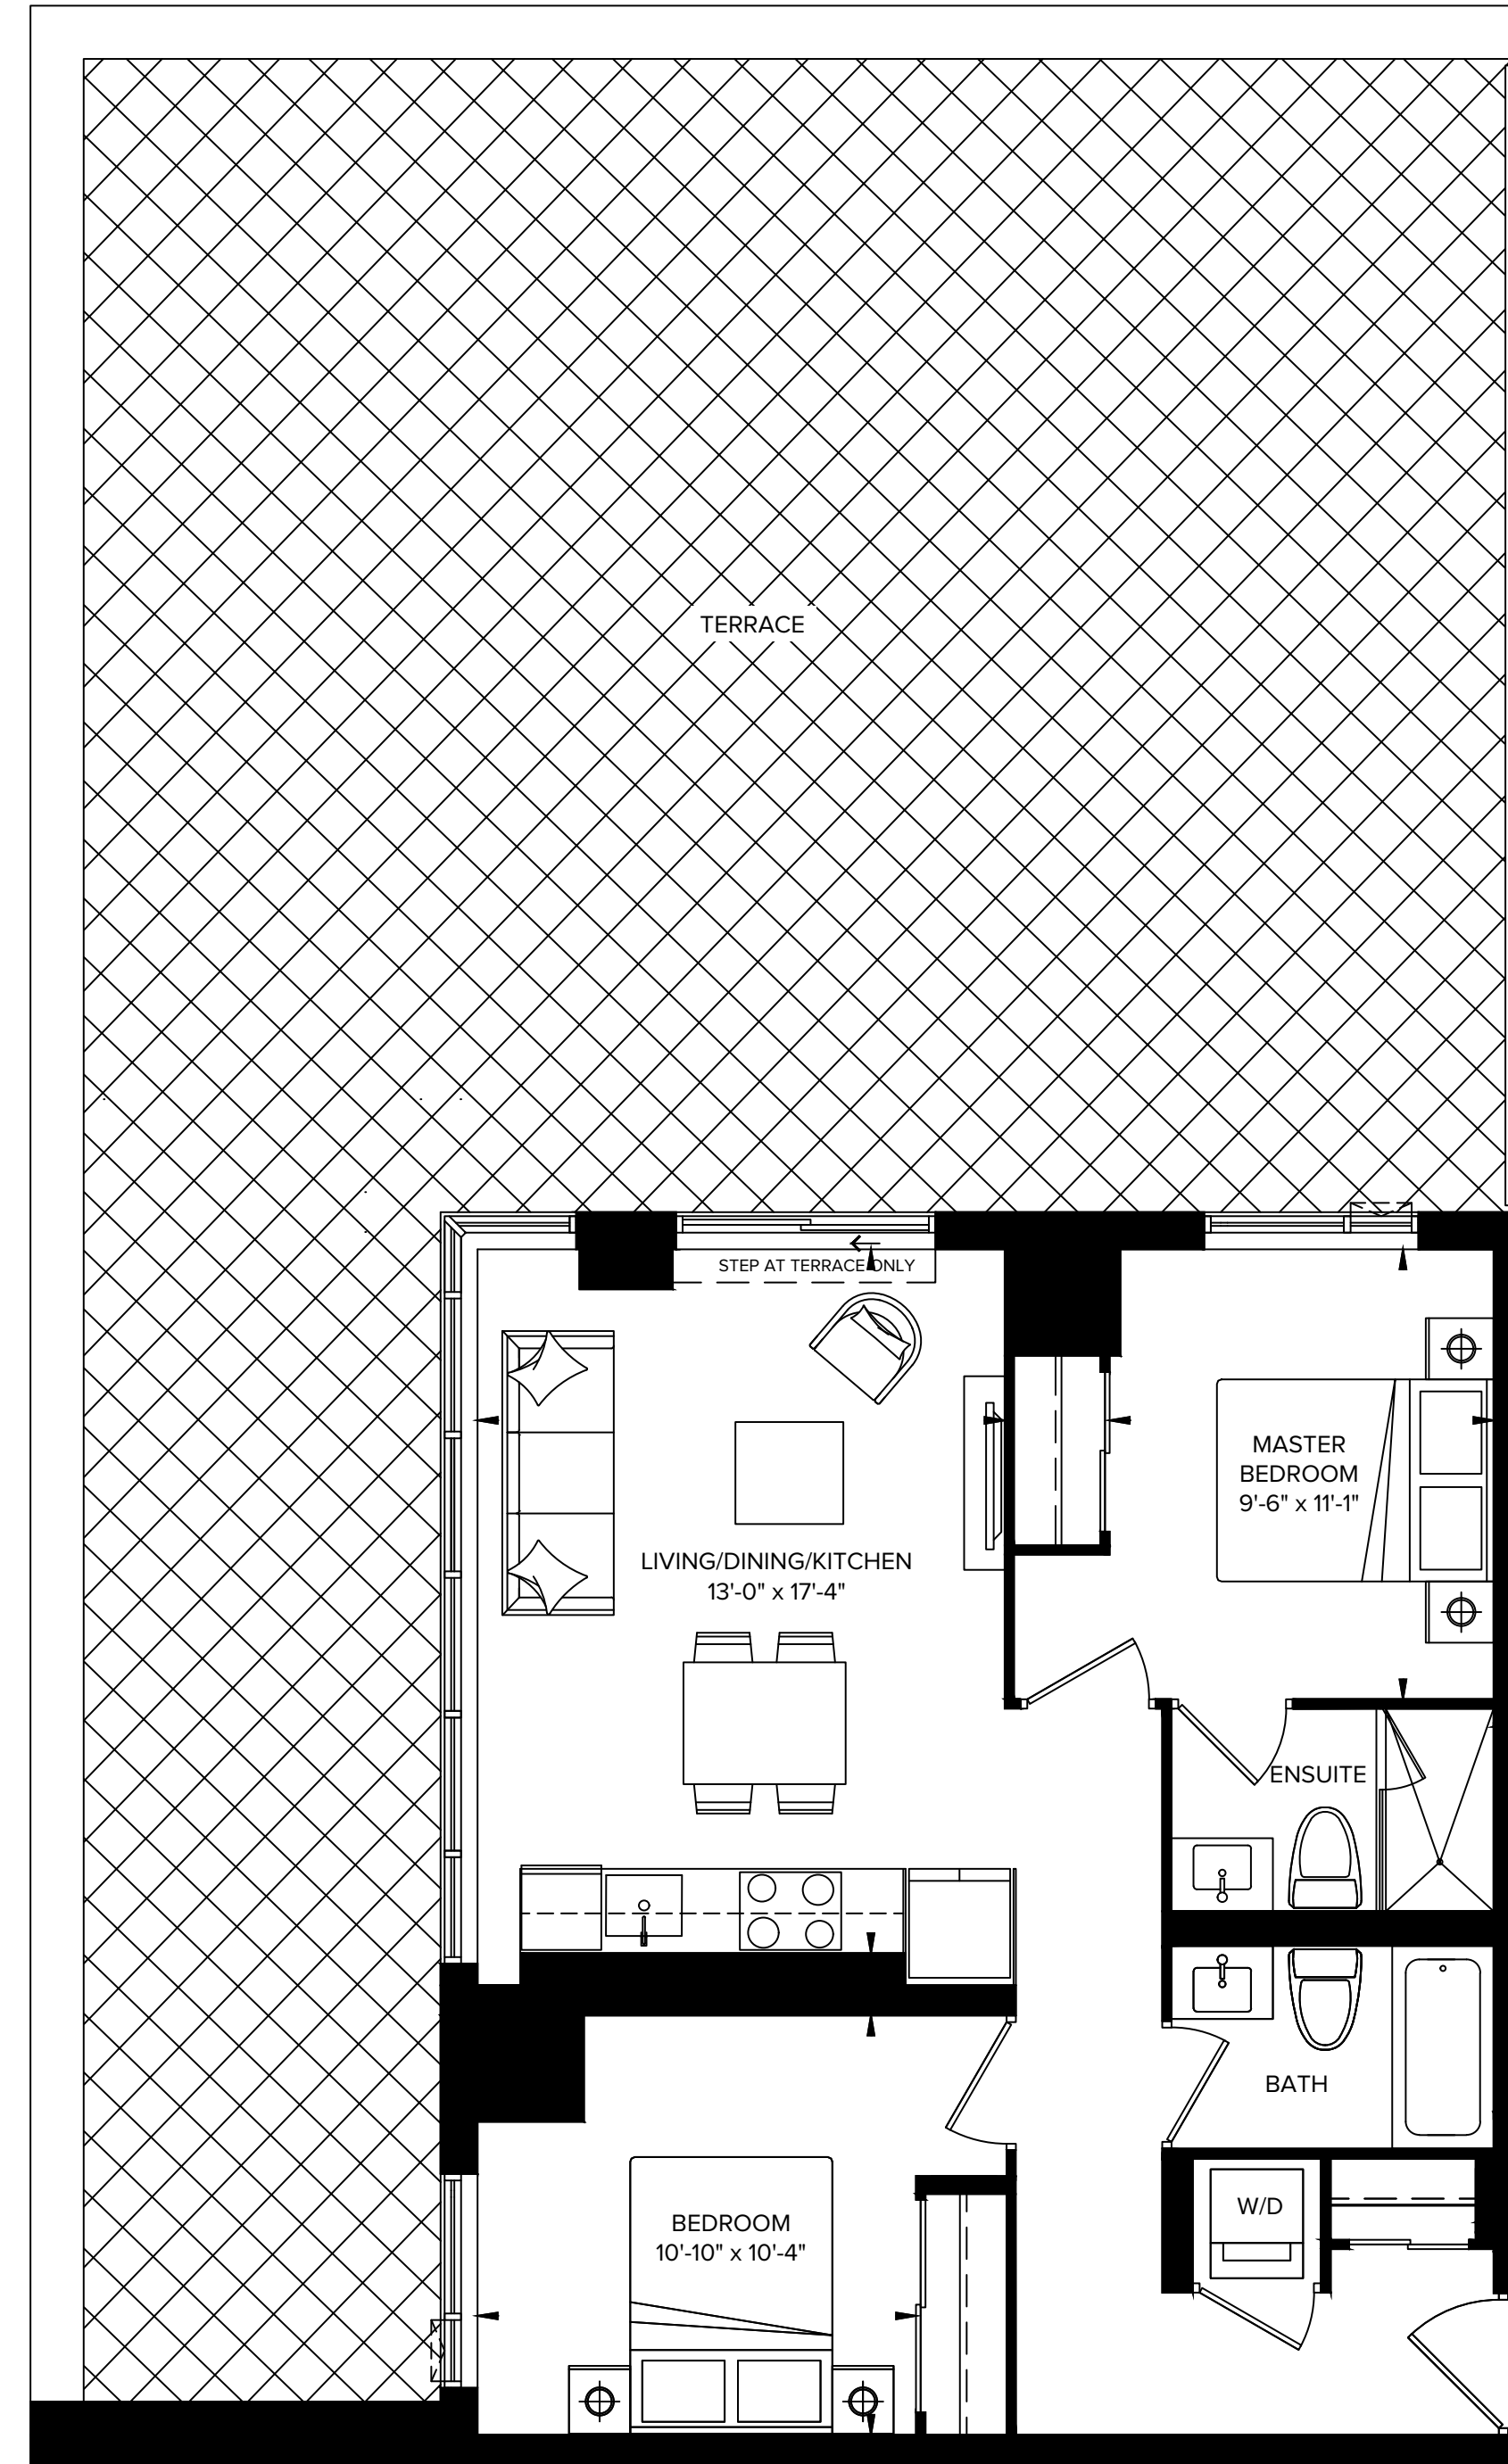 TERRACE
STEP AT TERRACE ONLY
MASTER
BEDROOM
9'-6" x 11'-1"
LIVING/DINING/KITCHEN
13'-0" x 17'-4"
ENSUITE
BATH
W/D
BEDROOM
10'-10" x 10'-4"